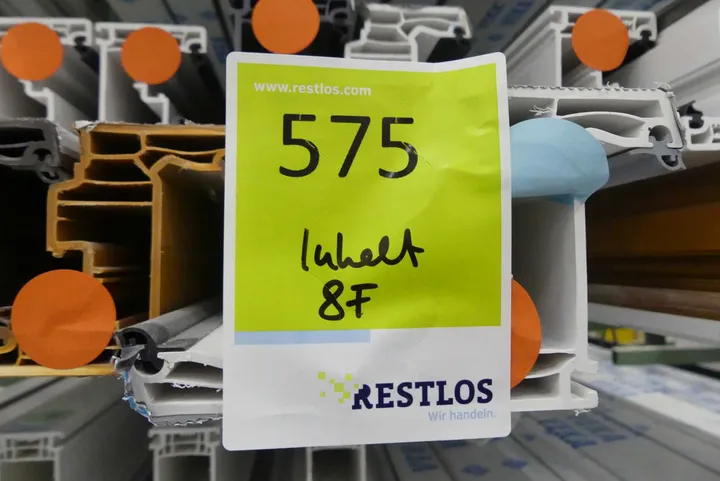 www.restlos.com
575
Inhalt
8F
RESTLOS
Wir handeln.